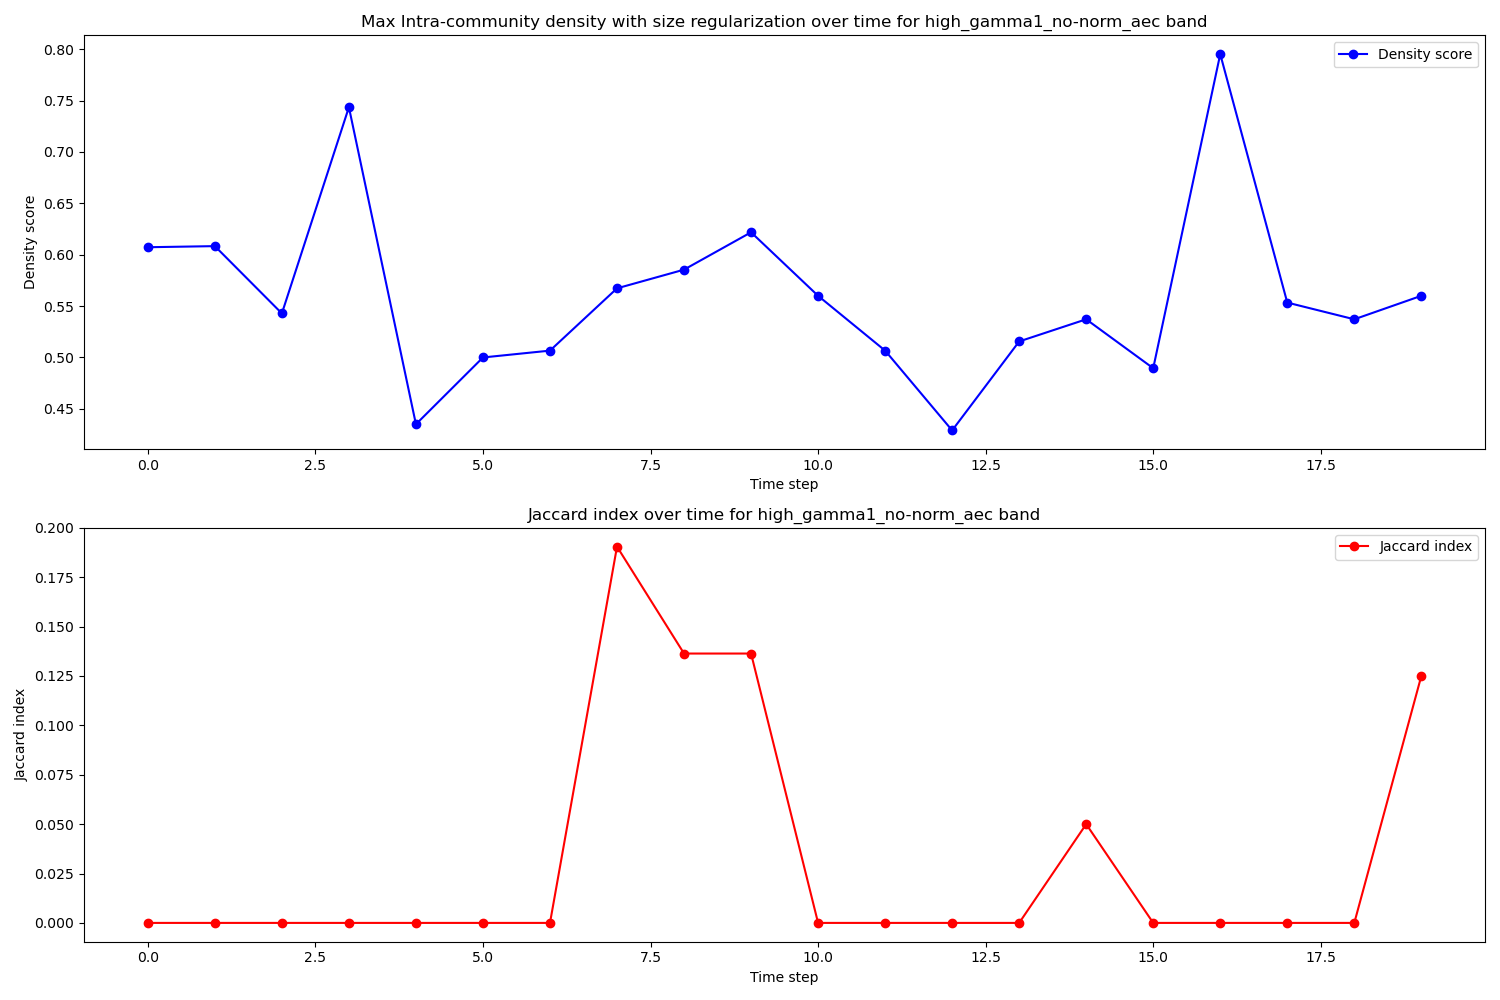 Max Intra-community density with size regularization over time for high_gamma1_no-norm_aec band
Density score
0.80
0.75
0.70
0.65
0.60
0.55
0.50
0.45
Density score
0.0 2.5 5.0 7.5 10.0 12.5 15.0 17.5
Time step
Jaccard index over time for high_gamma1_no-norm_aec band
Jaccard index
0.200
0.175
0.150
0.125
0.100
0.075
0.050
0.025
0.000
Jaccard index
0.0 2.5 5.0 7.5 10.0 12.5 15.0 17.5
Time step